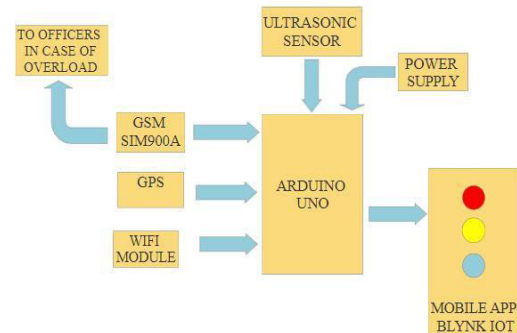 TO OFFICERS
IN CASE OF
OVERLOAD
ULTRASONIC
SENSOR
POWER
SUPPLY
GSM
SIM900A
GPS
WIFI
MODULE
ARDUINO
UNO
MOBILE APP
BLYNK IOT